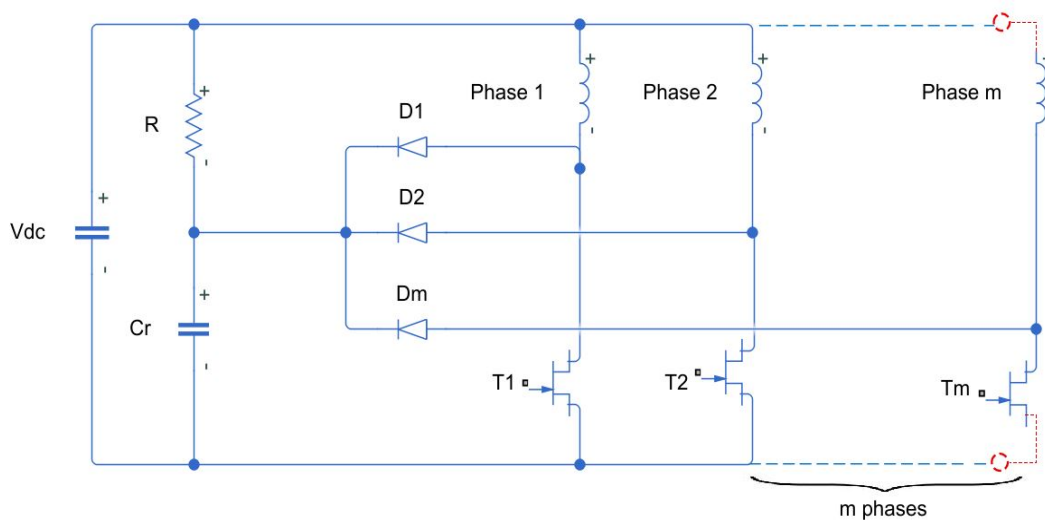 Phase 1
Phase 2
Phase m
R
D1
D2
Dm
Vdc
Cr
T1
T2
Tm
+
-
+
-
+
-
+
-
+
-
+
-
m phases